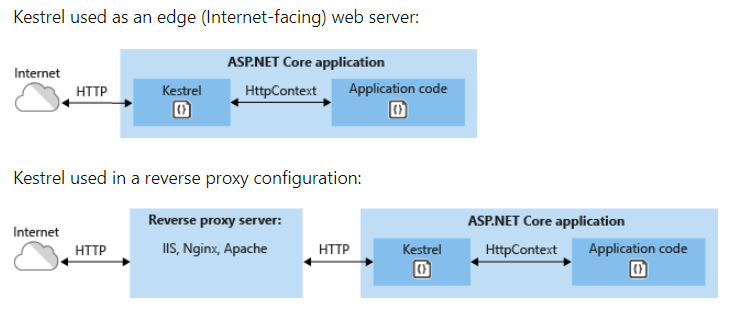 Kestrel used as an edge (Internet-facing) web server:
ASP.NET Core application
Internet
HTTP
Kestrel
HttpContext
Application code
Kestrel used in a reverse proxy configuration:
Reverse proxy server:
ASP.NET Core application
Internet
HTTP
IIS, Nginx, Apache
HTTP
Kestrel
HttpContext
Application code